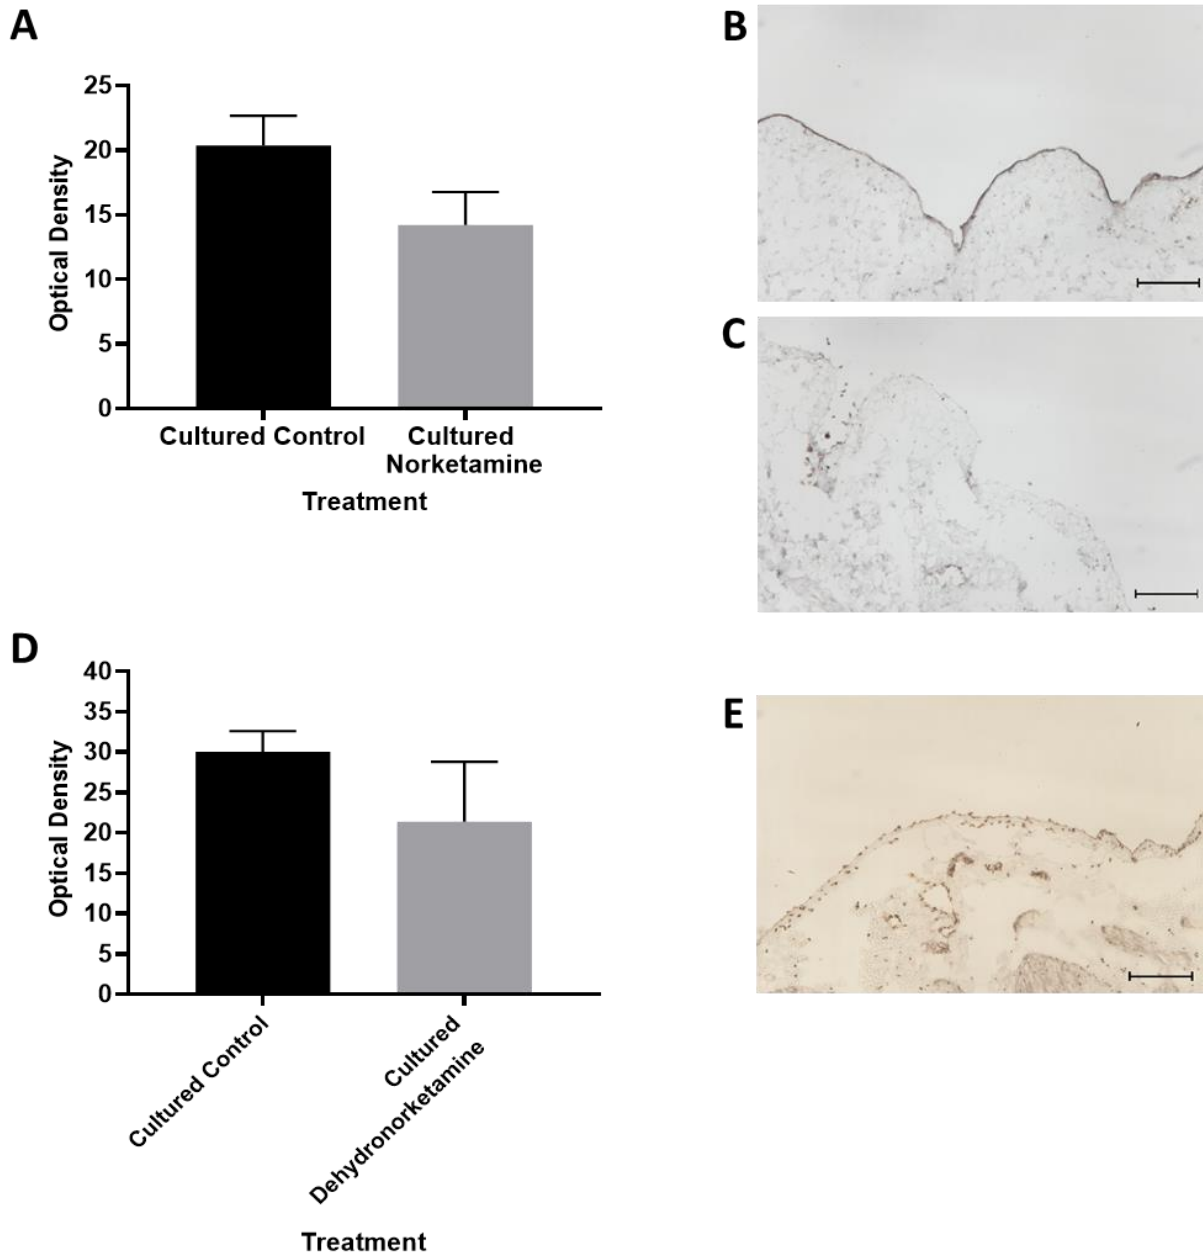 A
25
20
15
10
5
0
Optical Density
Cultured Control
Cultured
Norketamine
Treatment
B
C
D
40
35
30
25
20
15
10
5
0
Optical Density
Cultured Control
Cultured
Dehydronorketamine
Treatment
E